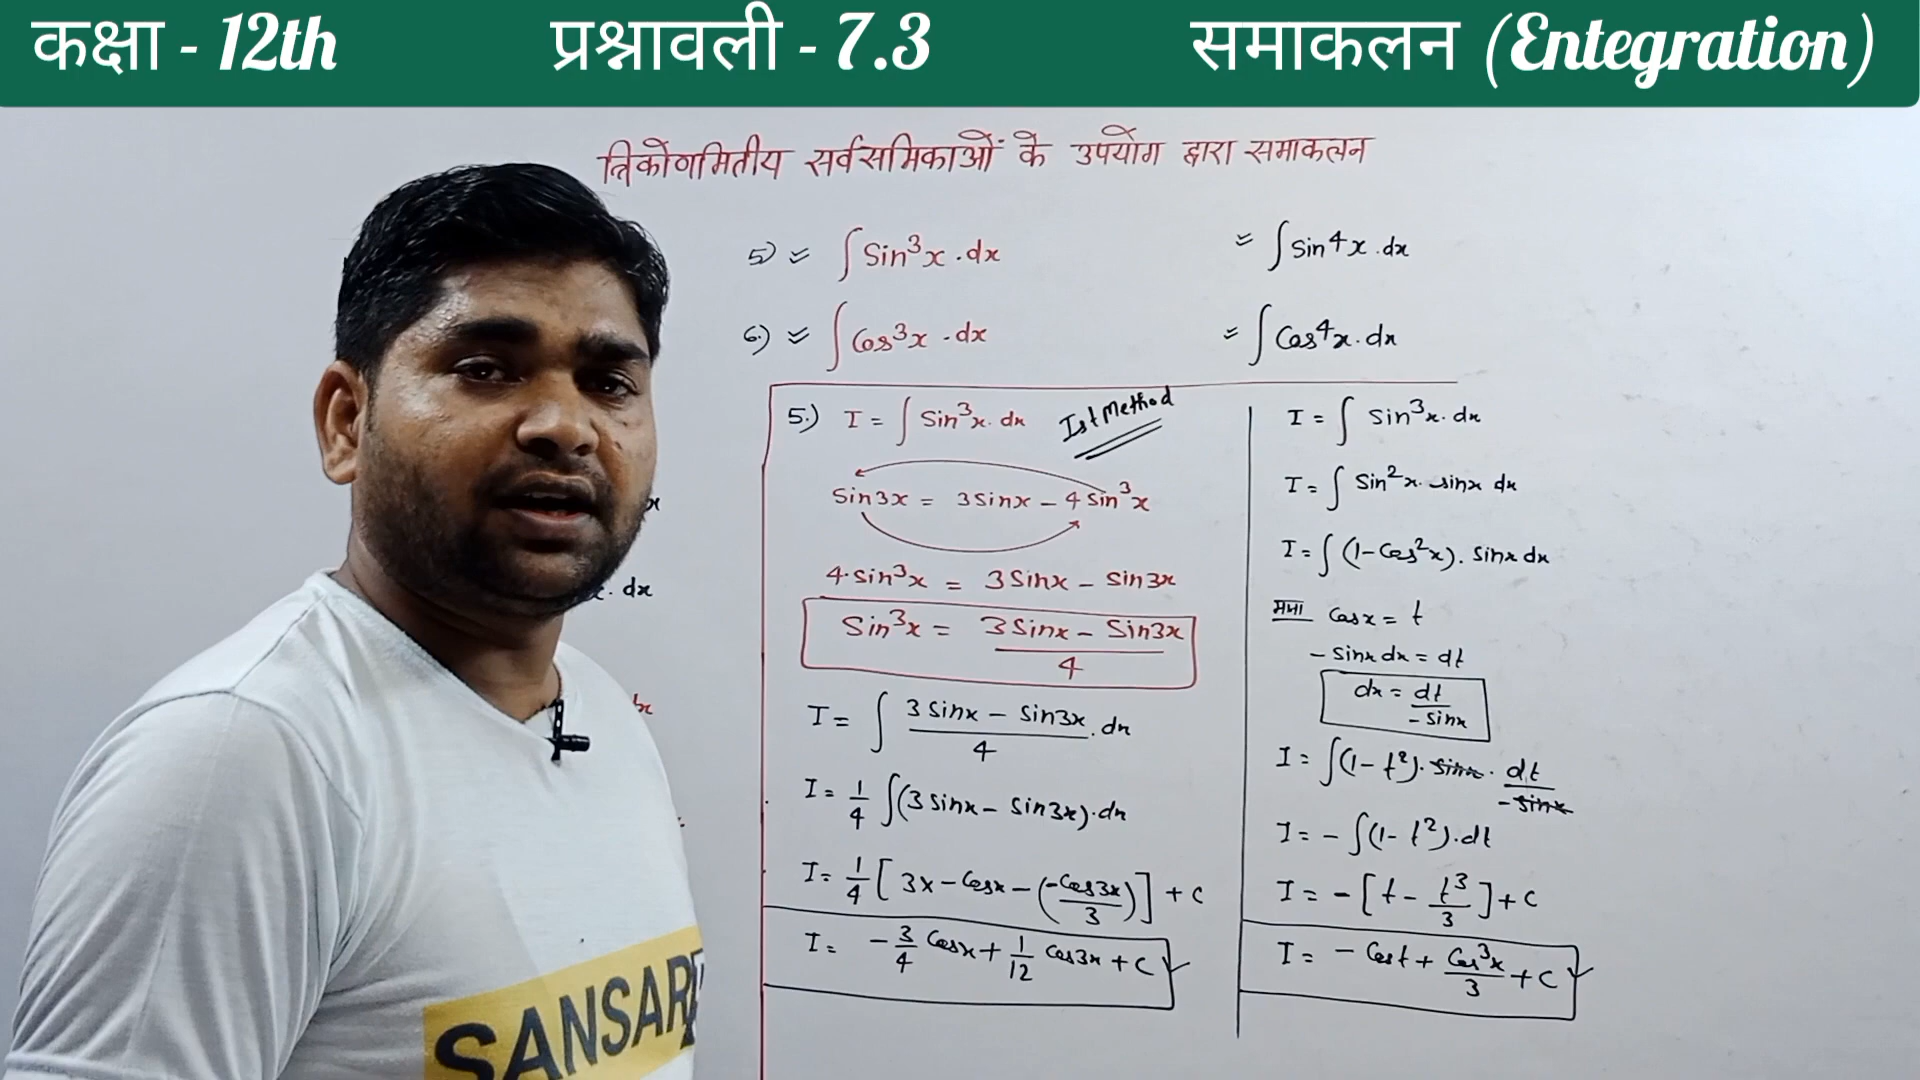 कक्षा - 12th प्रश्नावली - 7.3 समाकलन (Entegration)
त्रिकोणमितीय सर्वसमिकाओं के उपयोग द्वारा समाकलन
5) = ∫ Sin³x . dx = ∫ Sin⁴x . dx
6.) = ∫ Cos³x . dx = ∫ Cos⁴x . dx
5.) I = ∫ Sin³x . dx Ist Method
Sin3x = 3Sinx - 4 Sin³x
4.sin³x = 3Sinx - Sin3x
Sin³x = 3Sinx - Sin3x
4
I = ∫ 3Sinx - Sin3x . dx
4
I = 1/4 ∫(3 Sinx - Sin3x).dx
I = 1/4 [ 3x - Cosx - (-Cos3x/3) ] + C
I = - 3/4 Cosx + 1/12 Cos3x + C
I = ∫ Sin³x . dx
I = ∫ Sin²x . sinx dx
I = ∫ (1 - Cos²x) . Sinx dx
माना Cosx = t
- Sinx dx = dt
dx = dt
- Sinx
I = ∫(1 - t²) . Sinx . dt
- Sinx
I = - ∫(1 - t²) . dt
I = - [t - t³/3] + C
I = - Cost + Cos³x/3 + C
. dx
SANSAR